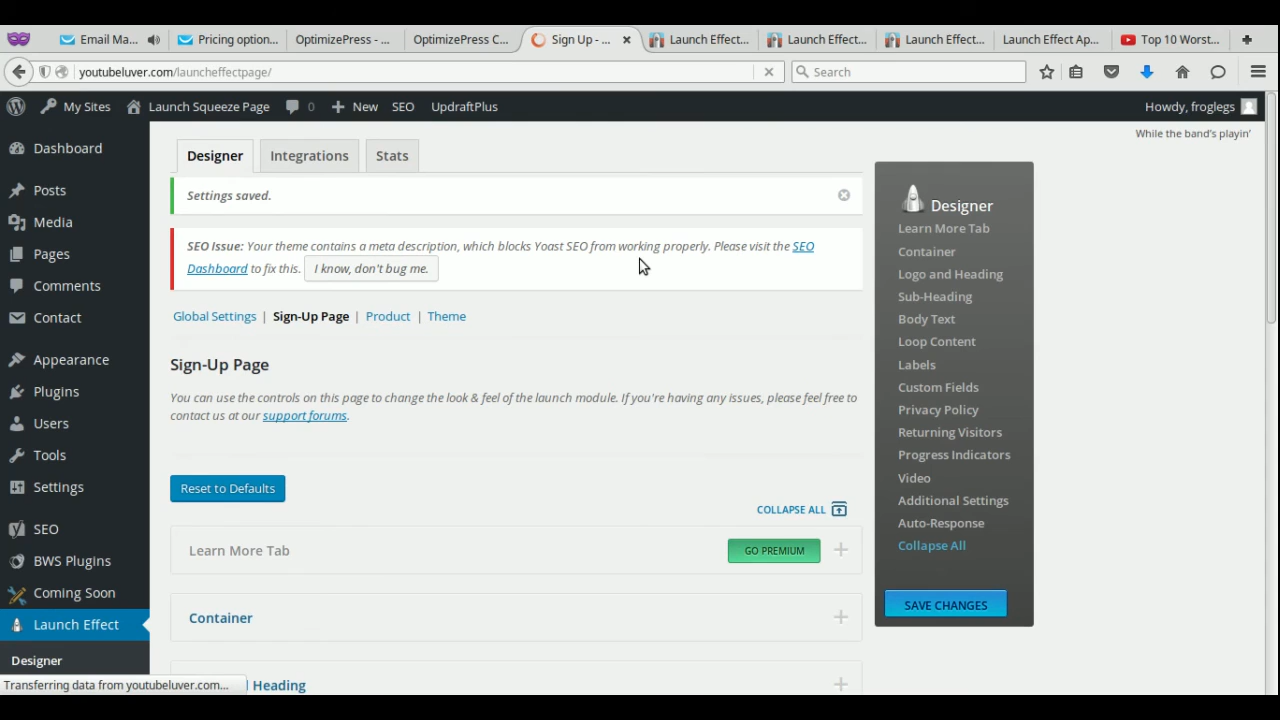 Email Ma...
Pricing option...
OptimizePress - ...
OptimizePress C...
Sign Up - ...
Launch Effect...
Launch Effect...
Launch Effect...
Launch Effect Ap...
Top 10 Worst...
youtubeluver.com/launcheffectpage/
Search
My Sites
Launch Squeeze Page
0
New
SEO
UpdraftPlus
Howdy, froglegs
While the band's playin'
Dashboard
Posts
Media
Pages
Comments
Contact
Appearance
Plugins
Users
Tools
Settings
SEO
BWS Plugins
Coming Soon
Launch Effect
Designer
Transferring data from youtubeluver.com...
Designer
Integrations
Stats
Settings saved.
SEO Issue: Your theme contains a meta description, which blocks Yoast SEO from working properly. Please visit the SEO
Dashboard to fix this. I know, don't bug me.
Global Settings | Sign-Up Page | Product | Theme
Sign-Up Page
You can use the controls on this page to change the look & feel of the launch module. If you're having any issues, please feel free to
contact us at our support forums.
Reset to Defaults
COLLAPSE ALL
Learn More Tab
GO PREMIUM
Container
Heading
Designer
Learn More Tab
Container
Logo and Heading
Sub-Heading
Body Text
Loop Content
Labels
Custom Fields
Privacy Policy
Returning Visitors
Progress Indicators
Video
Additional Settings
Auto-Response
Collapse All
SAVE CHANGES